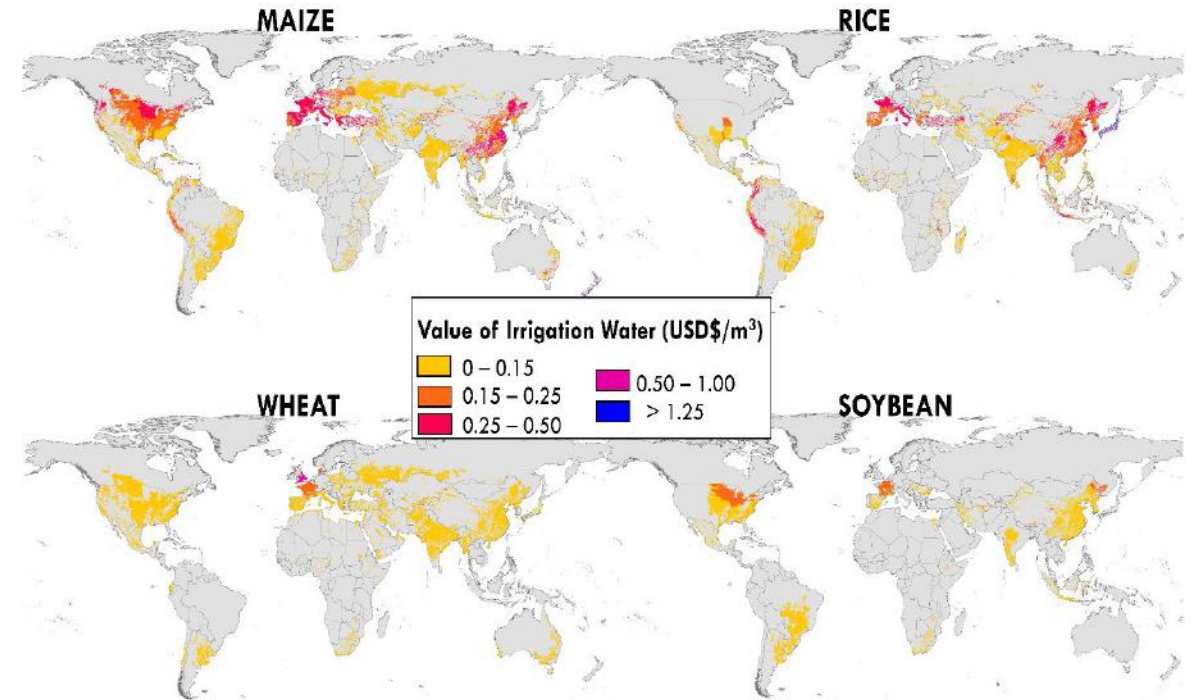 MAIZE
RICE
Value of Irrigation Water (USD$/m³)
0 – 0.15
0.15 – 0.25
0.25 – 0.50
0.50 – 1.00
> 1.25
WHEAT
SOYBEAN